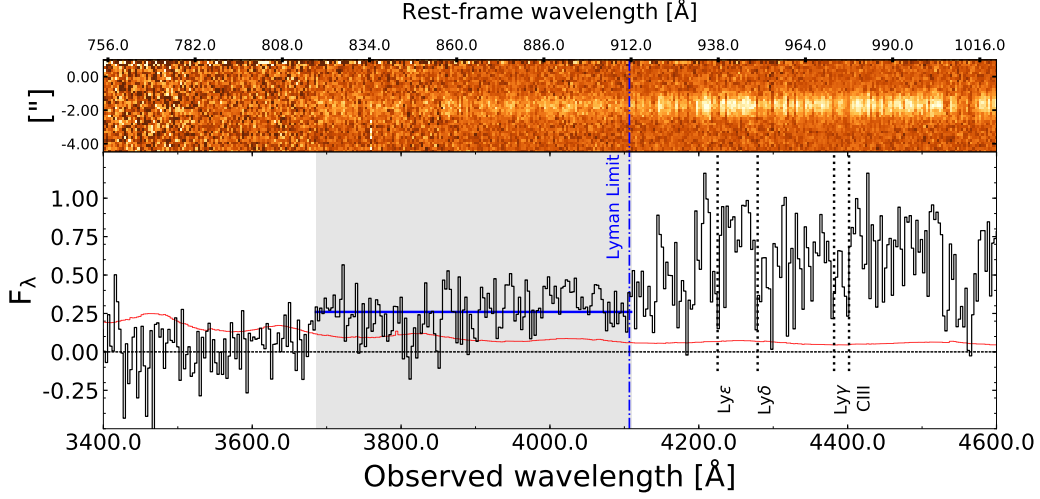 Rest-frame wavelength [Å]
756.0 782.0 808.0 834.0 860.0 886.0 912.0 938.0 964.0 990.0 1016.0
["]
0.00
-2.00
-4.00
F_λ
1.00
0.75
0.50
0.25
0.00
-0.25
Lyman Limit
Lyε
Lyδ
Lyγ
CIII
3400.0 3600.0 3800.0 4000.0 4200.0 4400.0 4600.0
Observed wavelength [Å]